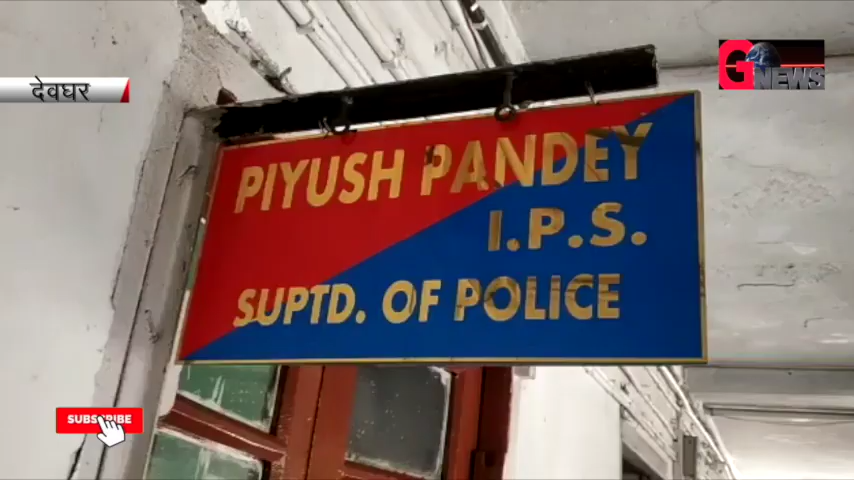 देवघर
G NEWS
PIYUSH PANDEY
I.P.S.
SUPTD. OF POLICE
SUBSCRIBE